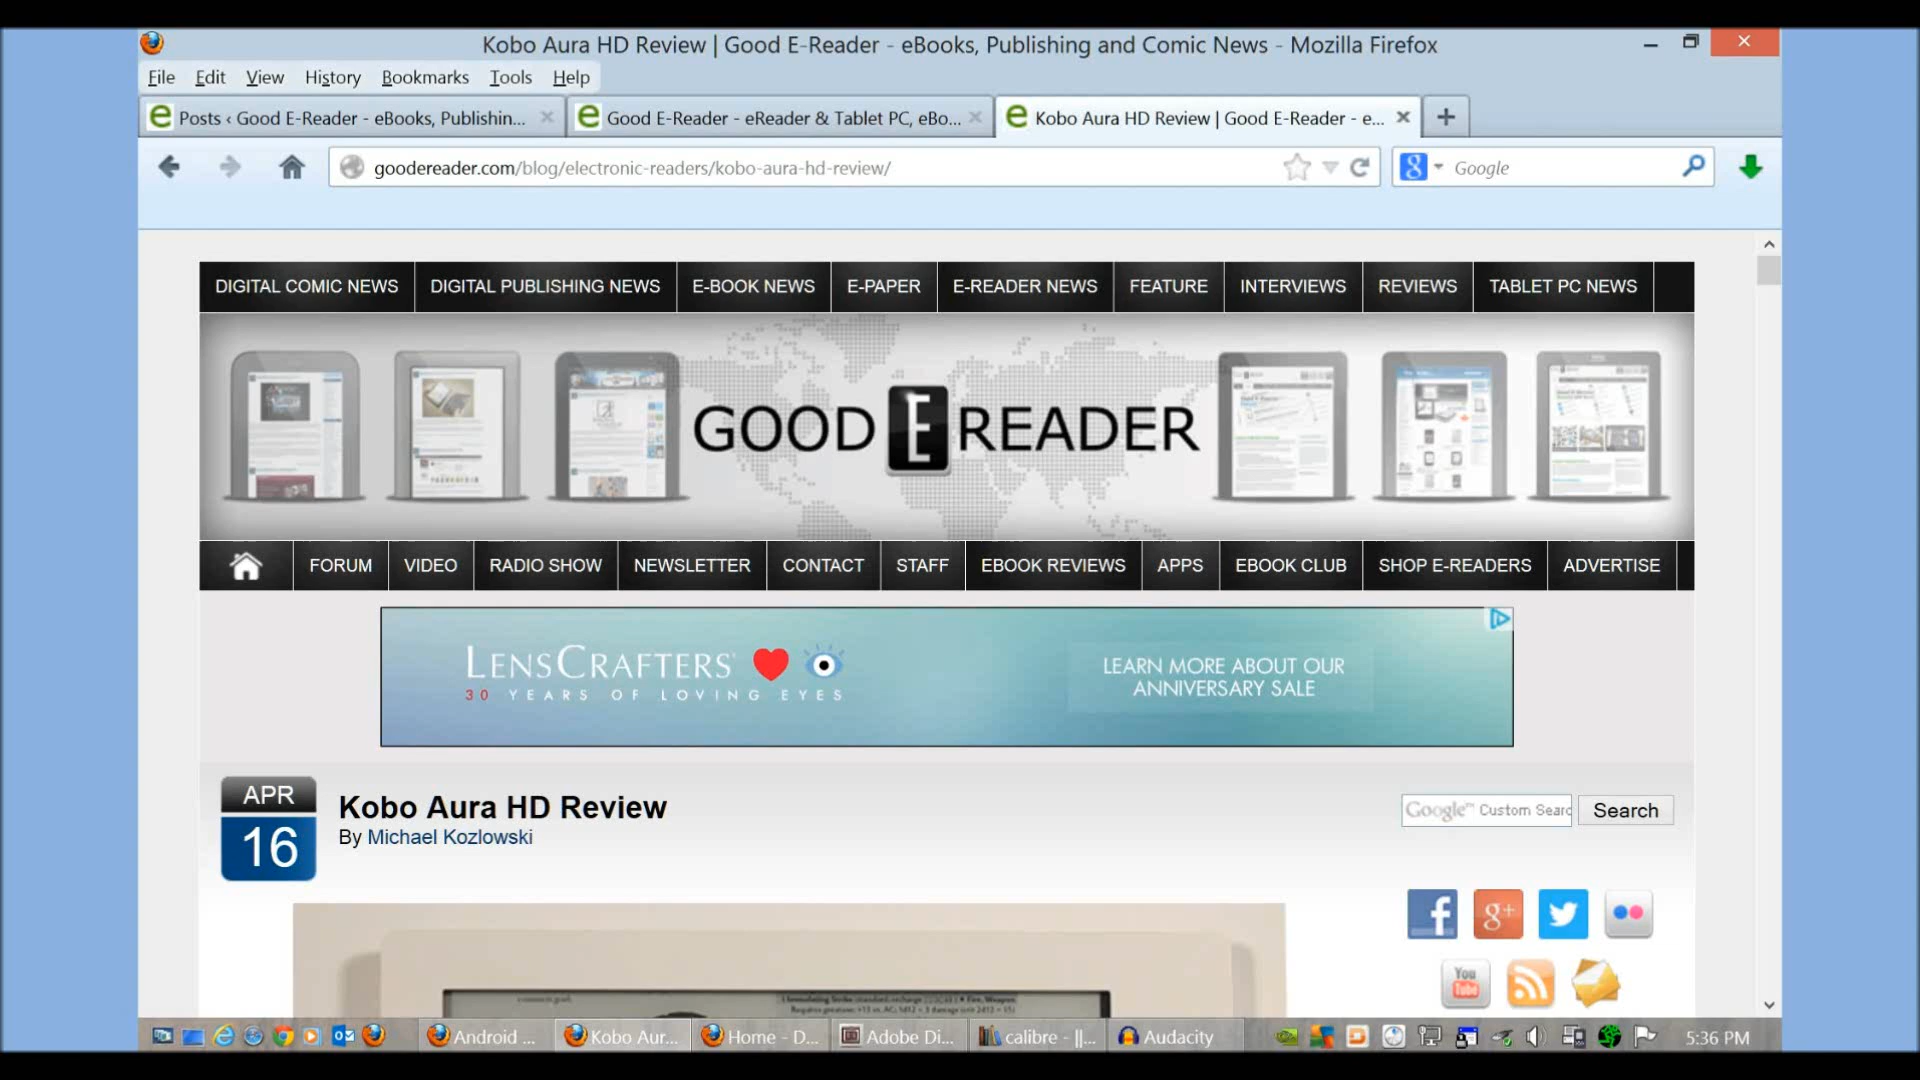 Kobo Aura HD Review | Good E-Reader - eBooks, Publishing and Comic News - Mozilla Firefox
File Edit View History Bookmarks Tools Help
Posts ‹ Good E-Reader - eBooks, Publishin...
Good E-Reader - eReader & Tablet PC, eBo...
Kobo Aura HD Review | Good E-Reader - e...
goodereader.com/blog/electronic-readers/kobo-aura-hd-review/
Google
DIGITAL COMIC NEWS DIGITAL PUBLISHING NEWS E-BOOK NEWS E-PAPER E-READER NEWS FEATURE INTERVIEWS REVIEWS TABLET PC NEWS
GOOD E READER
FORUM VIDEO RADIO SHOW NEWSLETTER CONTACT STAFF EBOOK REVIEWS APPS EBOOK CLUB SHOP E-READERS ADVERTISE
LENSCRAFTERS
30 YEARS OF LOVING EYES
LEARN MORE ABOUT OUR
ANNIVERSARY SALE
APR
16
Kobo Aura HD Review
By Michael Kozlowski
Google™ Custom Searc
Search
You
Tube
Android ...
Kobo Aur...
Home - D...
Adobe Di...
calibre - ||...
Audacity
5:36 PM